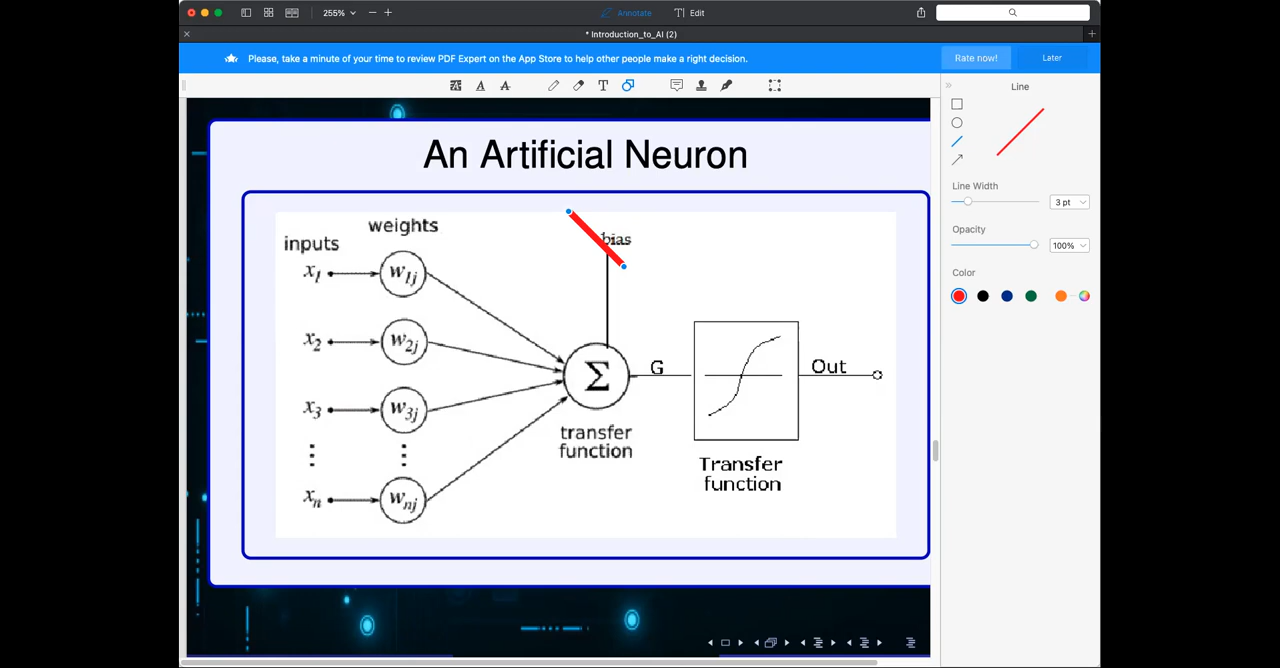 255%
Annotate
T Edit
* Introduction_to_AI (2)
Please, take a minute of your time to review PDF Expert on the App Store to help other people make a right decision.
Rate now!
Later
A A T
Line
An Artificial Neuron
Line Width
3 pt
Opacity
100%
Color
weights
inputs
bias
x1 w1j
x2 w2j
x3 w3j
⋮ ⋮
xn wnj
Σ
G
Out
transfer
function
Transfer
function